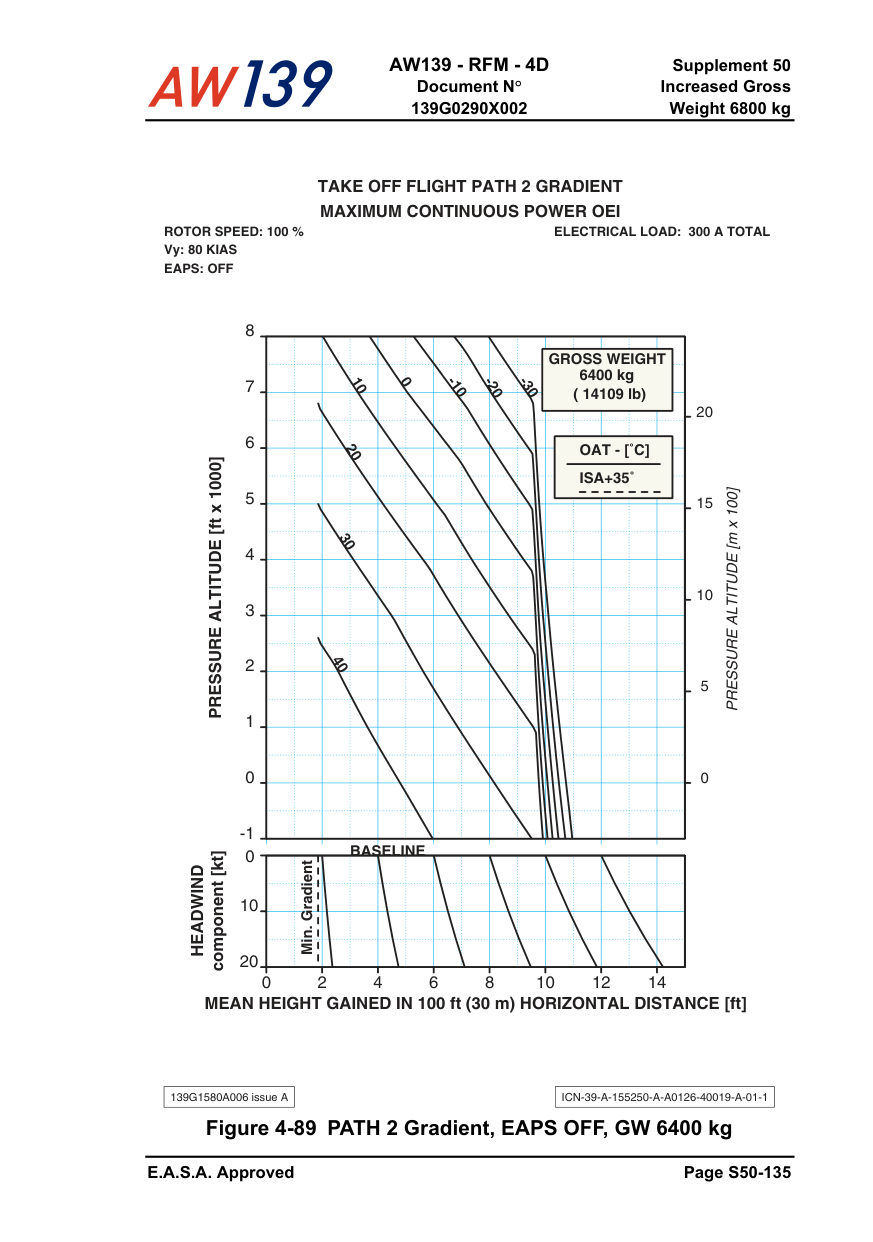 AW139
AW139 - RFM - 4D
Document N°
139G0290X002
Supplement 50
Increased Gross
Weight 6800 kg
TAKE OFF FLIGHT PATH 2 GRADIENT
MAXIMUM CONTINUOUS POWER OEI
ROTOR SPEED: 100 %
ELECTRICAL LOAD: 300 A TOTAL
Vy: 80 KIAS
EAPS: OFF
GROSS WEIGHT
6400 kg
( 14109 lb)
OAT - [°C]
ISA+35°
8
7
6
5
4
3
2
1
0
-1
PRESSURE ALTITUDE [ft x 1000]
10
0
-10
-20
-30
20
30
40
20
15
10
5
0
PRESSURE ALTITUDE [m x 100]
BASELINE
HEADWIND
component [kt]
0
10
20
Min. Gradient
0 2 4 6 8 10 12 14
MEAN HEIGHT GAINED IN 100 ft (30 m) HORIZONTAL DISTANCE [ft]
139G1580A006 issue A
ICN-39-A-155250-A-A0126-40019-A-01-1
Figure 4-89 PATH 2 Gradient, EAPS OFF, GW 6400 kg
E.A.S.A. Approved
Page S50-135